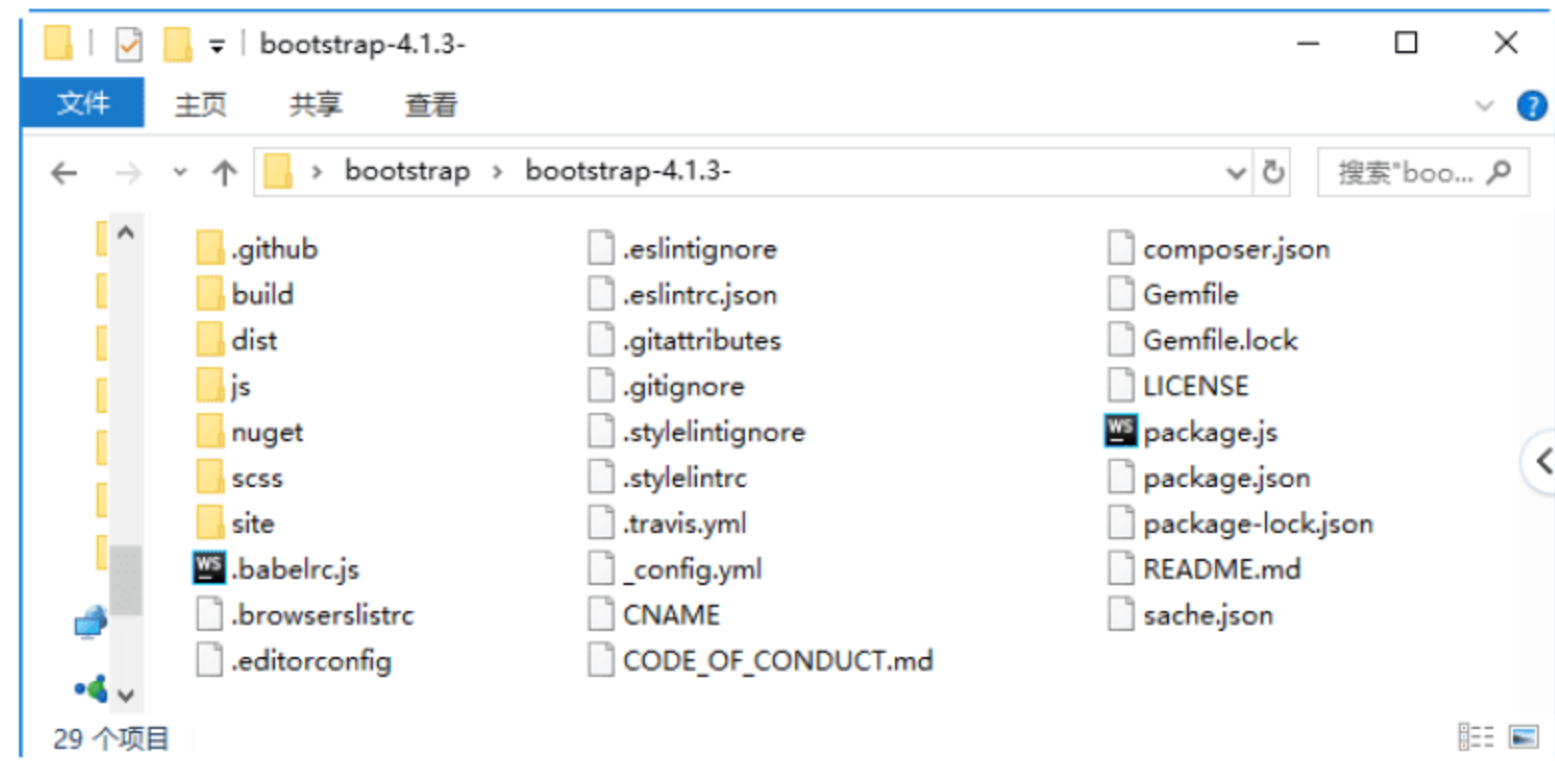 bootstrap-4.1.3-
文件 主页 共享 查看
bootstrap bootstrap-4.1.3- 搜索"boo...
.github .eslintignore composer.json
build .eslintrc.json Gemfile
dist .gitattributes Gemfile.lock
js .gitignore LICENSE
nuget .stylelintignore WS package.js
scss .stylelintrc package.json
site .travis.yml package-lock.json
WS .babelrc.js _config.yml README.md
.browserslistrc CNAME sache.json
.editorconfig CODE_OF_CONDUCT.md
29 个项目